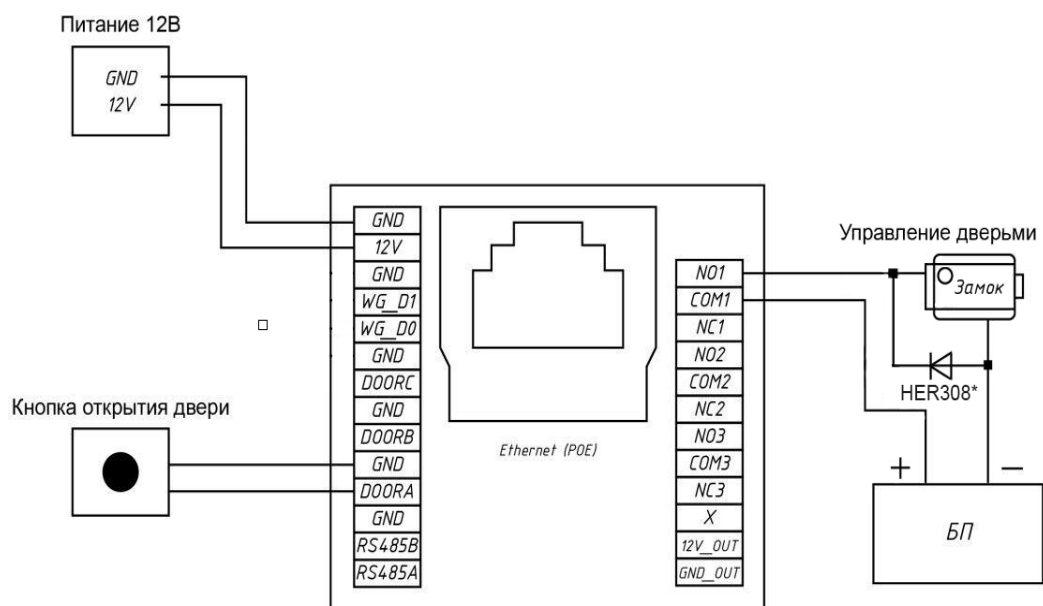 Питание 12В
GND
12V
GND
12V
GND
WG_D1
WG_D0
GND
DOORC
GND
DOORB
GND
DOORA
GND
RS485B
RS485A
Кнопка открытия двери
Ethernet (POE)
NO1
COM1
NC1
NO2
COM2
NC2
NO3
COM3
NC3
X
12V_OUT
GND_OUT
Управление дверьми
Замок
HER308*
+ −
БП